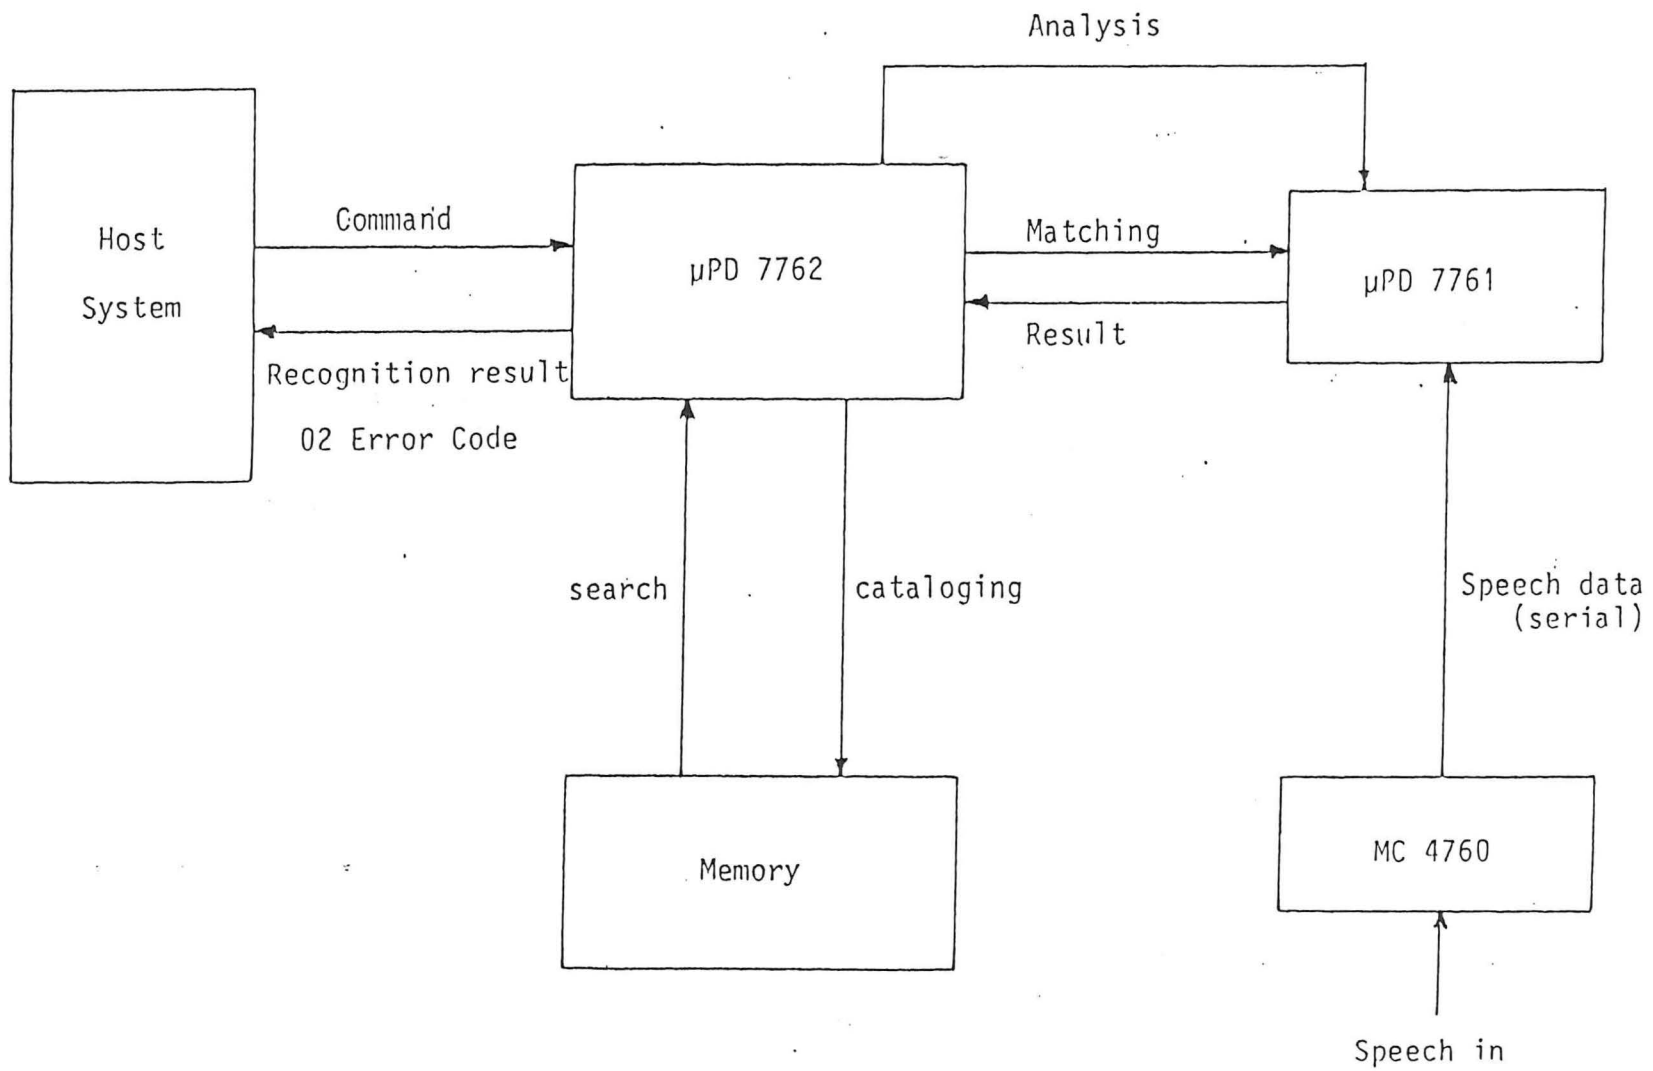 Analysis
Host
System
Command
Recognition result
02 Error Code
µPD 7762
Matching
Result
µPD 7761
search
cataloging
Speech data
(serial)
Memory
MC 4760
Speech in